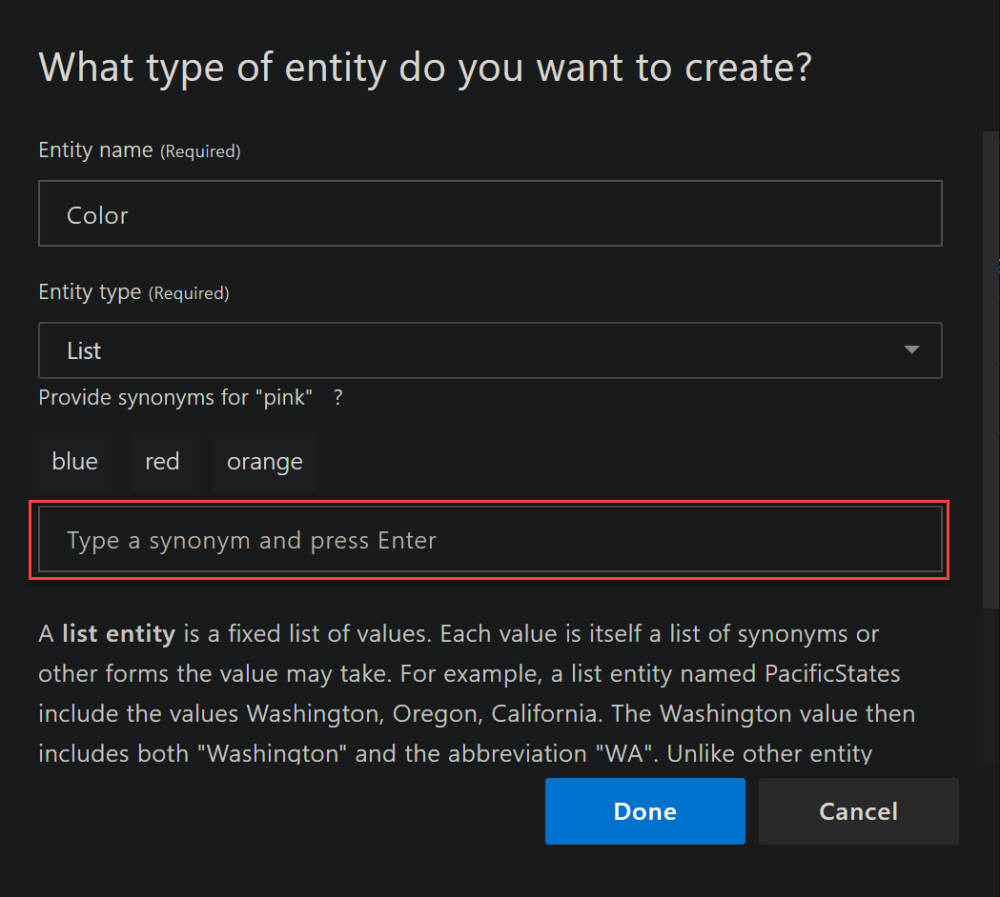 What type of entity do you want to create?
Entity name (Required)
Color
Entity type (Required)
List
Provide synonyms for "pink" ?
blue red orange
Type a synonym and press Enter
A list entity is a fixed list of values. Each value is itself a list of synonyms or
other forms the value may take. For example, a list entity named PacificStates
include the values Washington, Oregon, California. The Washington value then
includes both "Washington" and the abbreviation "WA". Unlike other entity
Done Cancel